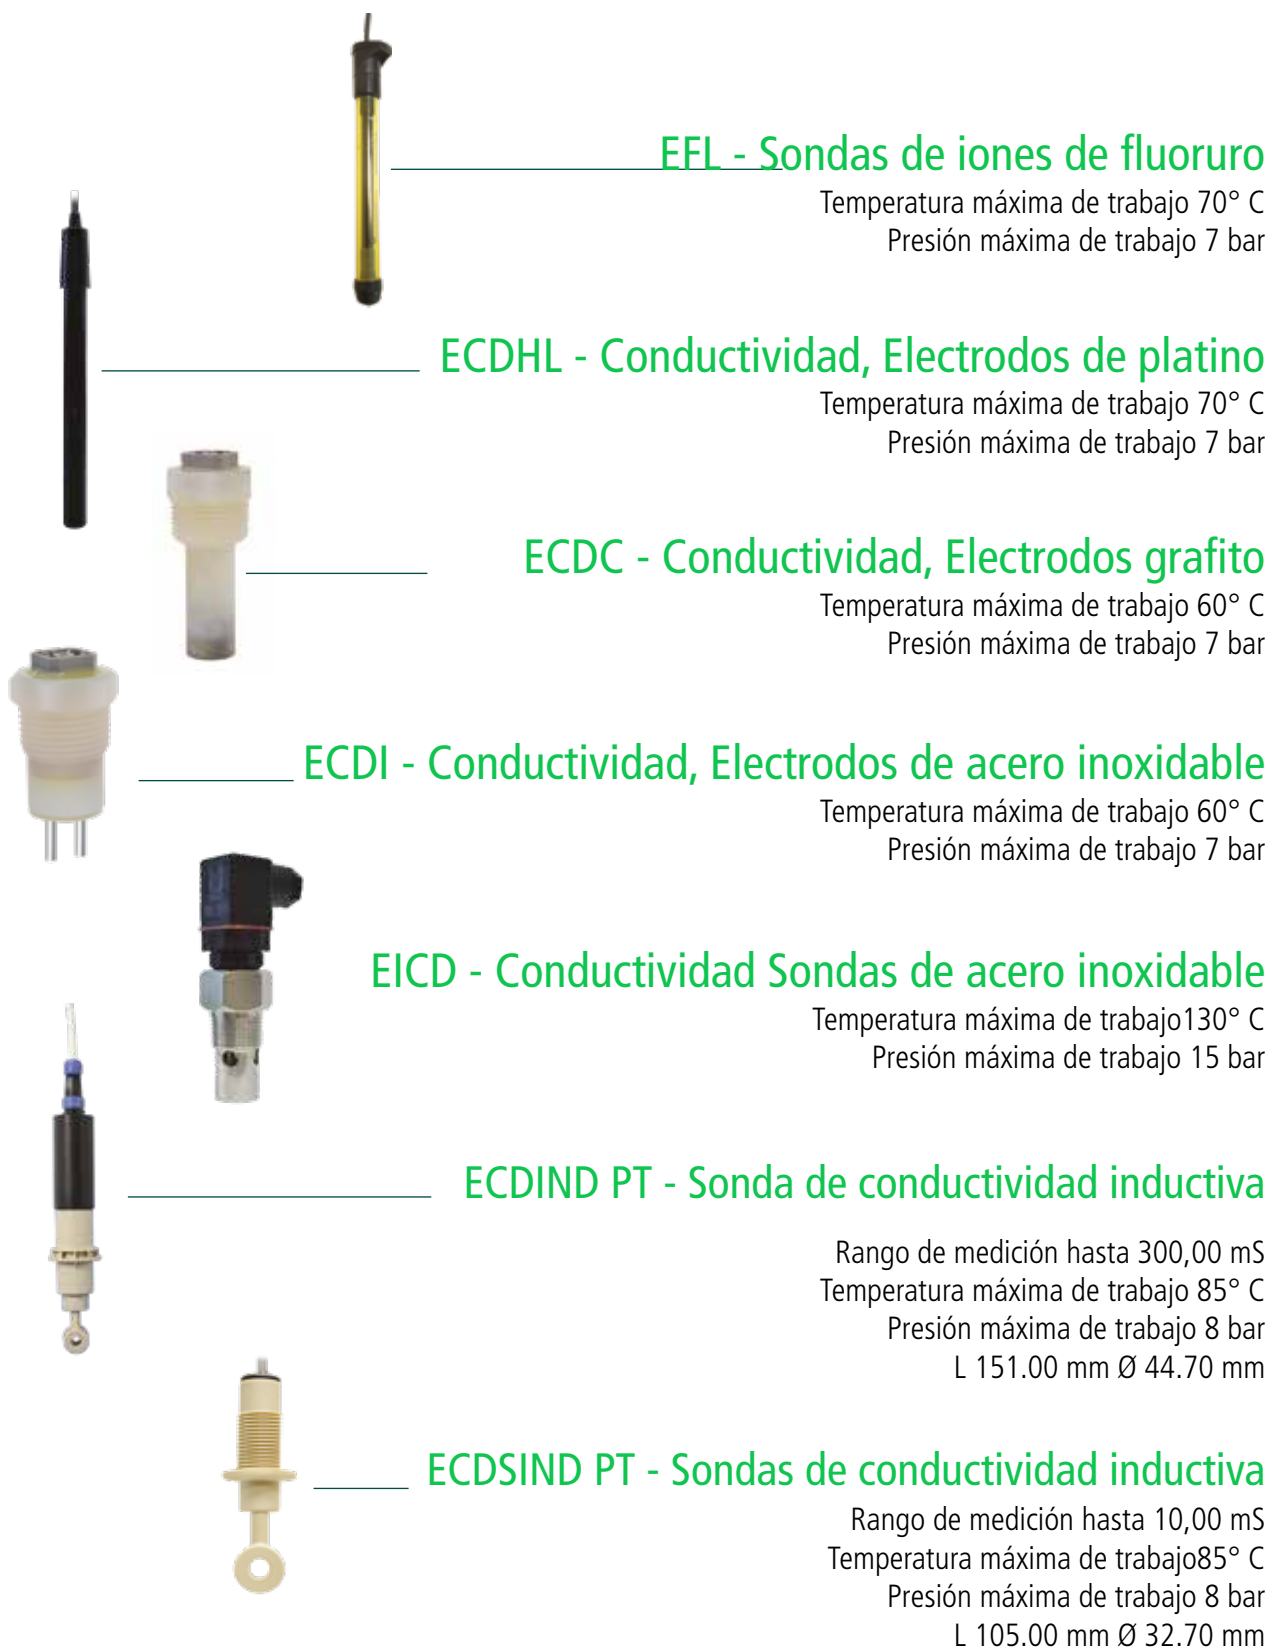 EFL - Sondas de iones de fluoruro
Temperatura máxima de trabajo 70° C
Presión máxima de trabajo 7 bar
ECDHL - Conductividad, Electrodos de platino
Temperatura máxima de trabajo 70° C
Presión máxima de trabajo 7 bar
ECDC - Conductividad, Electrodos grafito
Temperatura máxima de trabajo 60° C
Presión máxima de trabajo 7 bar
ECDI - Conductividad, Electrodos de acero inoxidable
Temperatura máxima de trabajo 60° C
Presión máxima de trabajo 7 bar
EICD - Conductividad Sondas de acero inoxidable
Temperatura máxima de trabajo130° C
Presión máxima de trabajo 15 bar
ECDIND PT - Sonda de conductividad inductiva
Rango de medición hasta 300,00 mS
Temperatura máxima de trabajo 85° C
Presión máxima de trabajo 8 bar
L 151.00 mm Ø 44.70 mm
ECDSIND PT - Sondas de conductividad inductiva
Rango de medición hasta 10,00 mS
Temperatura máxima de trabajo85° C
Presión máxima de trabajo 8 bar
L 105.00 mm Ø 32.70 mm